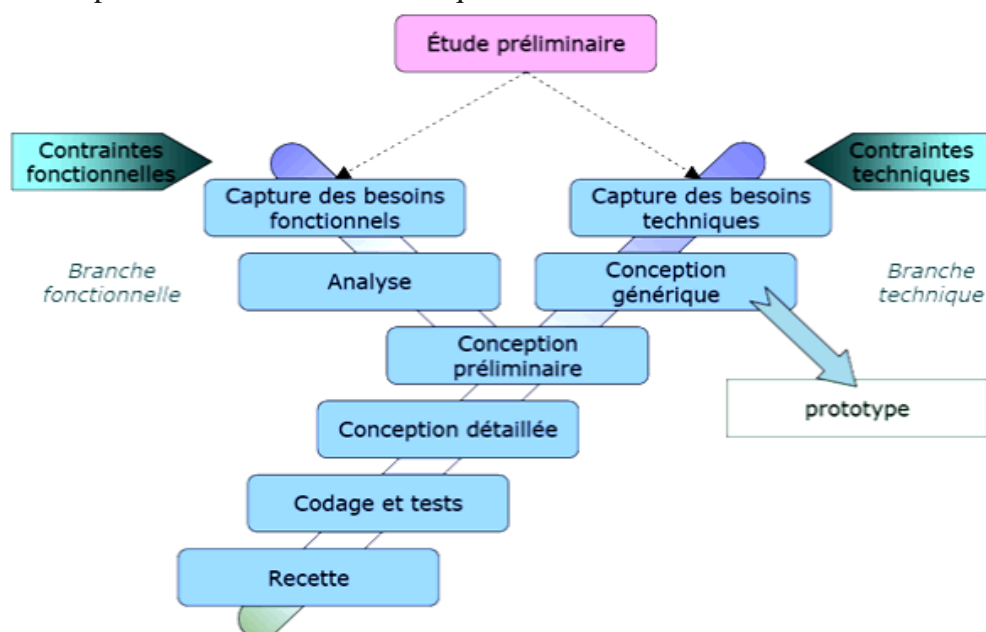 Étude préliminaire
Contraintes
fonctionnelles
Contraintes
techniques
Capture des besoins
fonctionnels
Capture des besoins
techniques
Branche
fonctionnelle
Analyse
Conception
générique
Branche
technique
Conception
préliminaire
prototype
Conception détaillée
Codage et tests
Recette